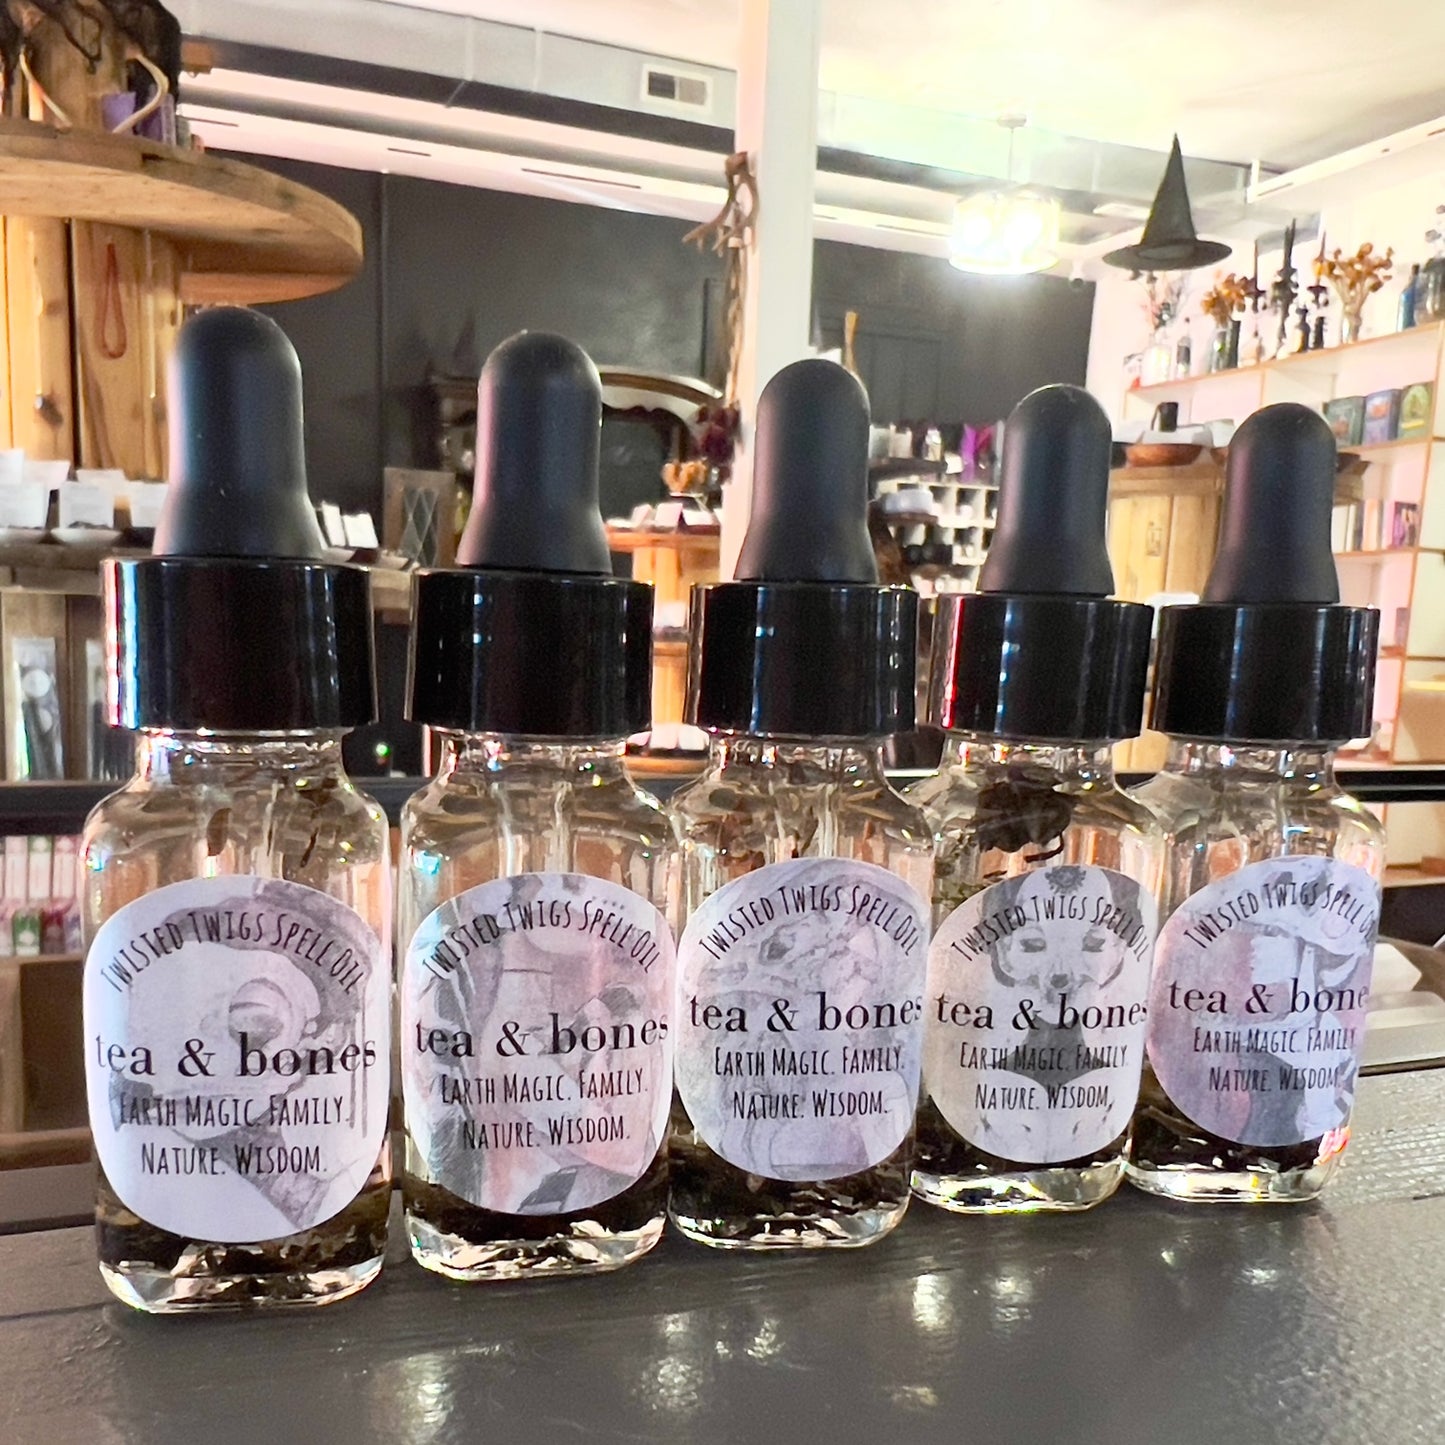 Twisted Twigs Spell Oil
tea & bones
Earth Magic. Family.
Nature. Wisdom.
Twisted Twigs Spell Oil
tea & bones
Earth Magic. Family.
Nature. Wisdom.
Twisted Twigs Spell Oil
tea & bones
Earth Magic. Family.
Nature. Wisdom.
Twisted Twigs Spell Oil
tea & bones
Earth Magic. Family.
Nature. Wisdom.
Twisted Twigs Spell Oil
tea & bone
Earth Magic. Family
Nature. Wisdom.